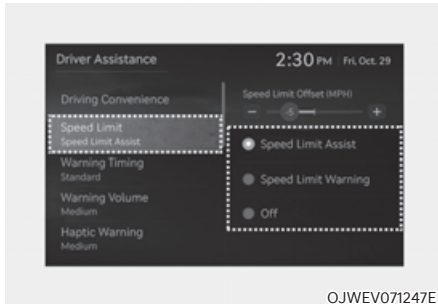 Driver Assistance
2:30 PM Fri, Oct. 29
Driving Convenience
Speed Limit
Speed Limit Assist
Warning Timing
Standard
Warning Volume
Medium
Haptic Warning
Medium
Speed Limit Offset (MPH)
- -5 +
Speed Limit Assist
Speed Limit Warning
Off
OJWEV071247E